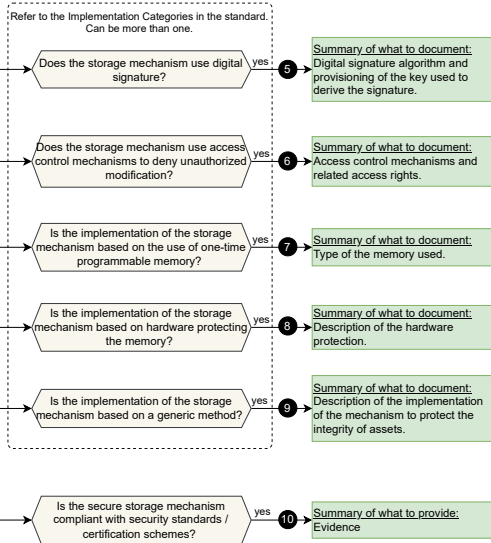 Refer to the Implementation Categories in the standard.
Can be more than one.
Does the storage mechanism use digital
signature?
yes
5
Summary of what to document:
Digital signature algorithm and
provisioning of the key used to
derive the signature.
Does the storage mechanism use access
control mechanisms to deny unauthorized
modification?
yes
6
Summary of what to document:
Access control mechanisms and
related access rights.
Is the implementation of the storage
mechanism based on the use of one-time
programmable memory?
yes
7
Summary of what to document:
Type of the memory used.
Is the implementation of the storage
mechanism based on hardware protecting
the memory?
yes
8
Summary of what to document:
Description of the hardware
protection.
Is the implementation of the storage
mechanism based on a generic method?
yes
9
Summary of what to document:
Description of the implementation
of the mechanism to protect the
integrity of assets.
Is the secure storage mechanism
compliant with security standards /
certification schemes?
yes
10
Summary of what to provide:
Evidence